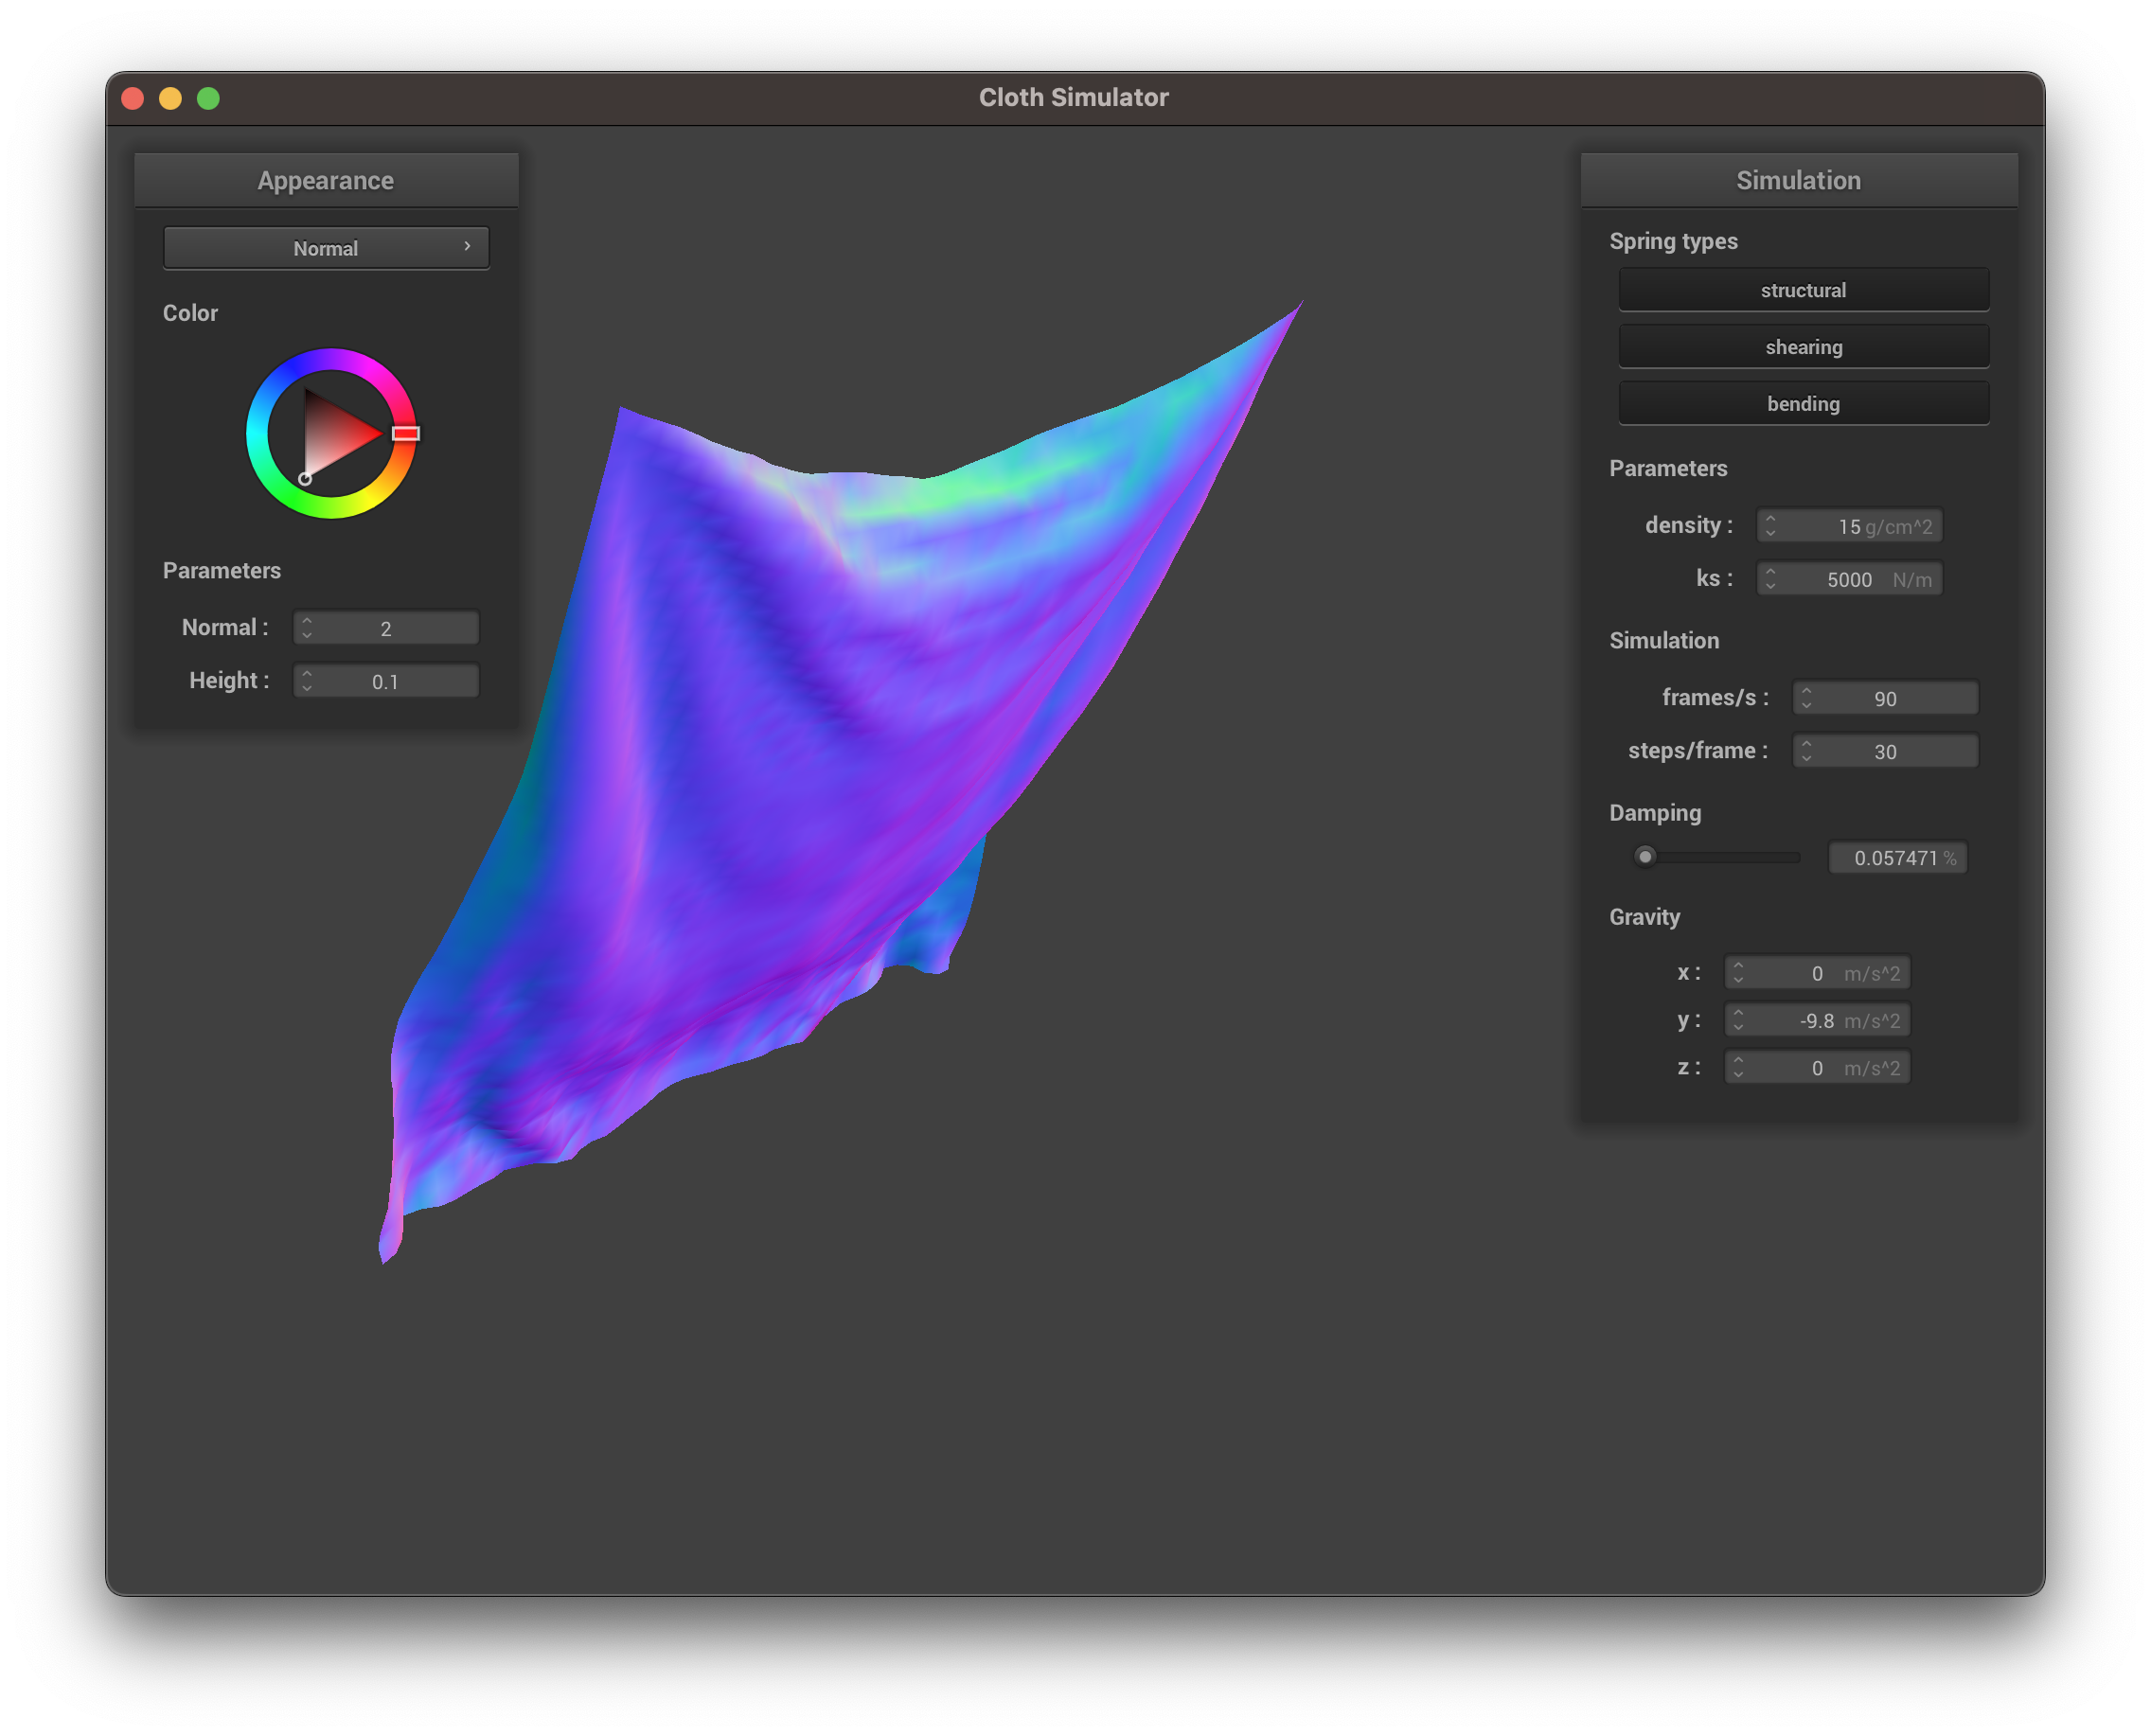 Cloth Simulator
Appearance
Normal
Color
Parameters
Normal : 2
Height : 0.1
Simulation
Spring types
structural
shearing
bending
Parameters
density : 15 g/cm^2
ks : 5000 N/m
Simulation
frames/s : 90
steps/frame : 30
Damping
0.057471 %
Gravity
x : 0 m/s^2
y : -9.8 m/s^2
z : 0 m/s^2